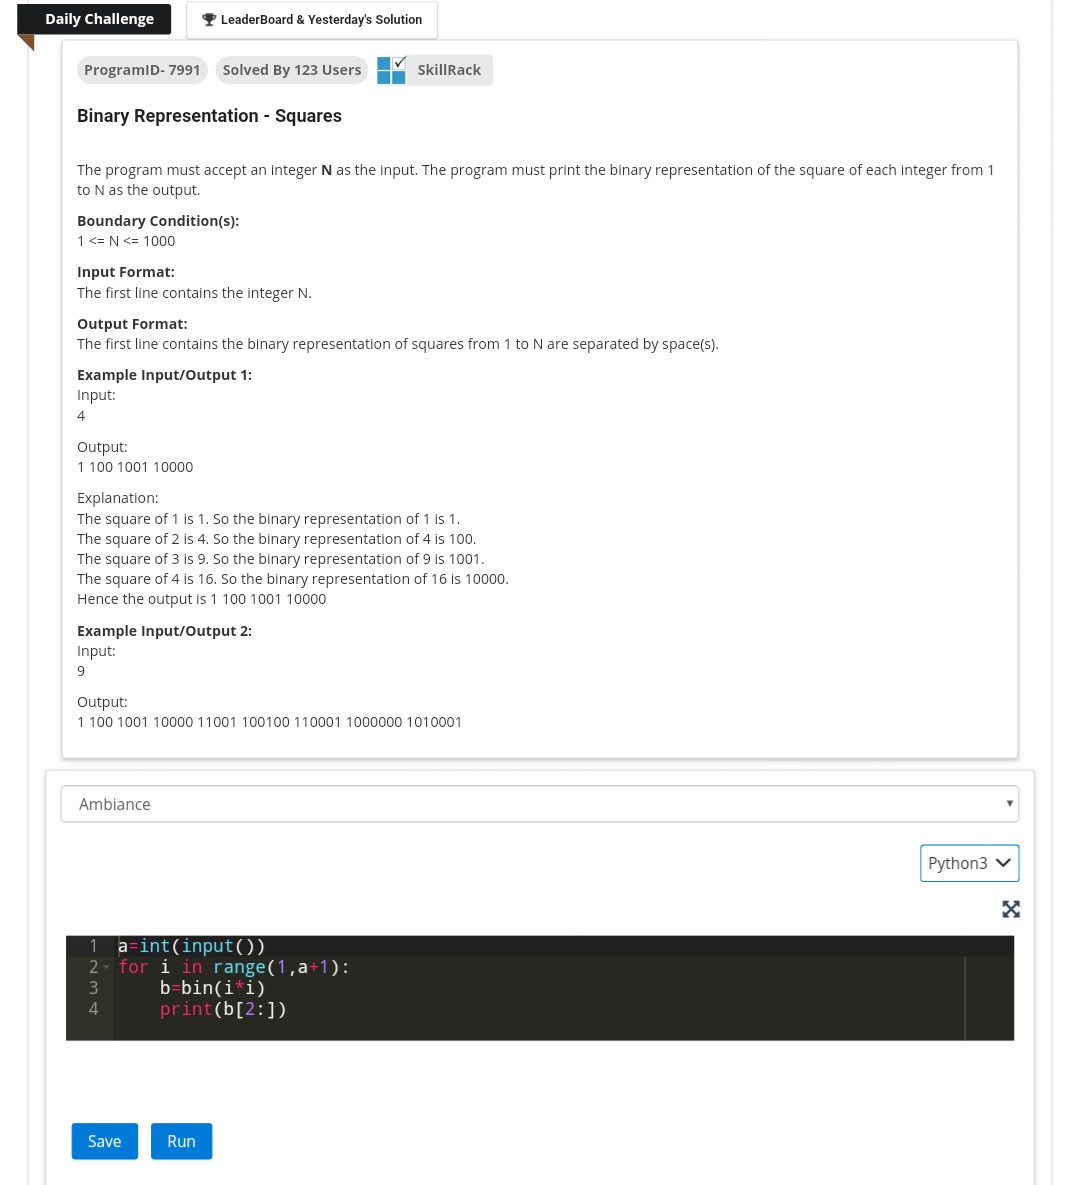 Daily Challenge
LeaderBoard & Yesterday's Solution
ProgramID- 7991
Solved By 123 Users
SkillRack
Binary Representation - Squares
The program must accept an integer N as the input. The program must print the binary representation of the square of each integer from 1
to N as the output.
Boundary Condition(s):
1 <= N <= 1000
Input Format:
The first line contains the integer N.
Output Format:
The first line contains the binary representation of squares from 1 to N are separated by space(s).
Example Input/Output 1:
Input:
4
Output:
1 100 1001 10000
Explanation:
The square of 1 is 1. So the binary representation of 1 is 1.
The square of 2 is 4. So the binary representation of 4 is 100.
The square of 3 is 9. So the binary representation of 9 is 1001.
The square of 4 is 16. So the binary representation of 16 is 10000.
Hence the output is 1 100 1001 10000
Example Input/Output 2:
Input:
9
Output:
1 100 1001 10000 11001 100100 110001 1000000 1010001
Ambiance
Python3
1 a=int(input())
2 for i in range(1,a+1):
3     b=bin(i*i)
4     print(b[2:])
Save
Run